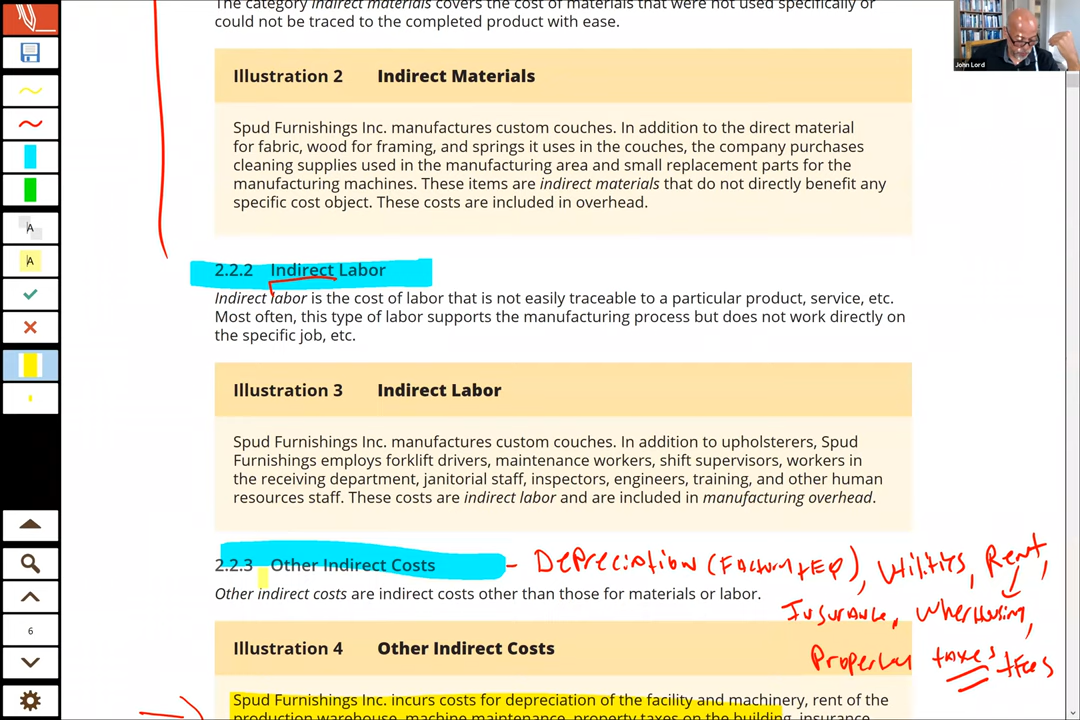 The category indirect materials covers the cost of materials that were not used specifically or
could not be traced to the completed product with ease.
John Lord
Illustration 2 Indirect Materials
Spud Furnishings Inc. manufactures custom couches. In addition to the direct material
for fabric, wood for framing, and springs it uses in the couches, the company purchases
cleaning supplies used in the manufacturing area and small replacement parts for the
manufacturing machines. These items are indirect materials that do not directly benefit any
specific cost object. These costs are included in overhead.
2.2.2 Indirect Labor
Indirect labor is the cost of labor that is not easily traceable to a particular product, service, etc.
Most often, this type of labor supports the manufacturing process but does not work directly on
the specific job, etc.
Illustration 3 Indirect Labor
Spud Furnishings Inc. manufactures custom couches. In addition to upholsterers, Spud
Furnishings employs forklift drivers, maintenance workers, shift supervisors, workers in
the receiving department, janitorial staff, inspectors, engineers, training, and other human
resources staff. These costs are indirect labor and are included in manufacturing overhead.
2.2.3 Other Indirect Costs - Depreciation (Factory + EQ), Utilities, Rent,
Other indirect costs are indirect costs other than those for materials or labor.
Insurance,
taxes + fees
Illustration 4 Other Indirect Costs
Spud Furnishings Inc. incurs costs for depreciation of the facility and machinery, rent of the
production warehouse, machine maintenance, property taxes on the building, insurance
A
A
6